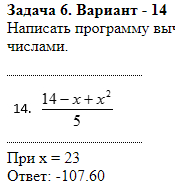 Задача 6. Вариант - 14
Написать программу выч
числами.
14. (14 − x + x²) / 5
При x = 23
Ответ: -107.60